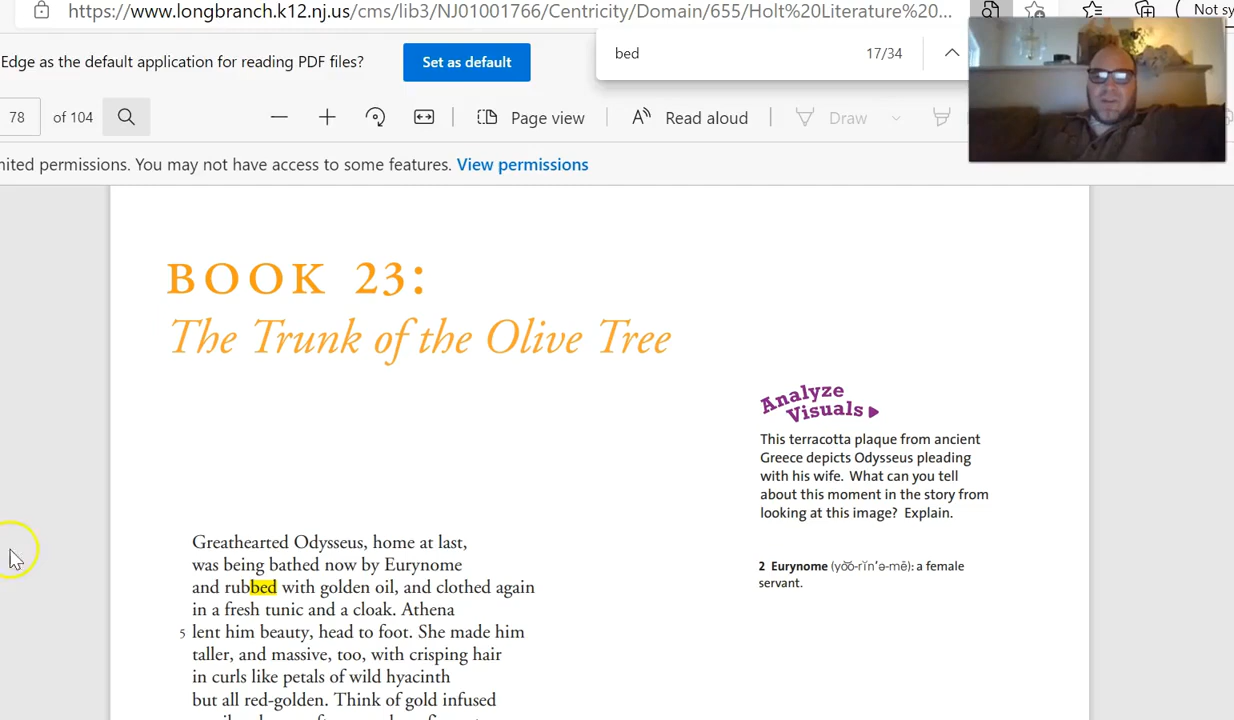 https://www.longbranch.k12.nj.us/cms/lib3/NJ01001766/Centricity/Domain/655/Holt%20Literature%20...
Not sy
Edge as the default application for reading PDF files?
Set as default
bed
17/34
78
of 104
Page view
Read aloud
Draw
nited permissions. You may not have access to some features.
View permissions
BOOK 23:
The Trunk of the Olive Tree
Analyze
Visuals
This terracotta plaque from ancient
Greece depicts Odysseus pleading
with his wife. What can you tell
about this moment in the story from
looking at this image? Explain.
Greathearted Odysseus, home at last,
was being bathed now by Eurynome
and rubbed with golden oil, and clothed again
in a fresh tunic and a cloak. Athena
5 lent him beauty, head to foot. She made him
taller, and massive, too, with crisping hair
in curls like petals of wild hyacinth
but all red-golden. Think of gold infused
2 Eurynome (yŏŏ-rĭn'ə-mē): a female
servant.